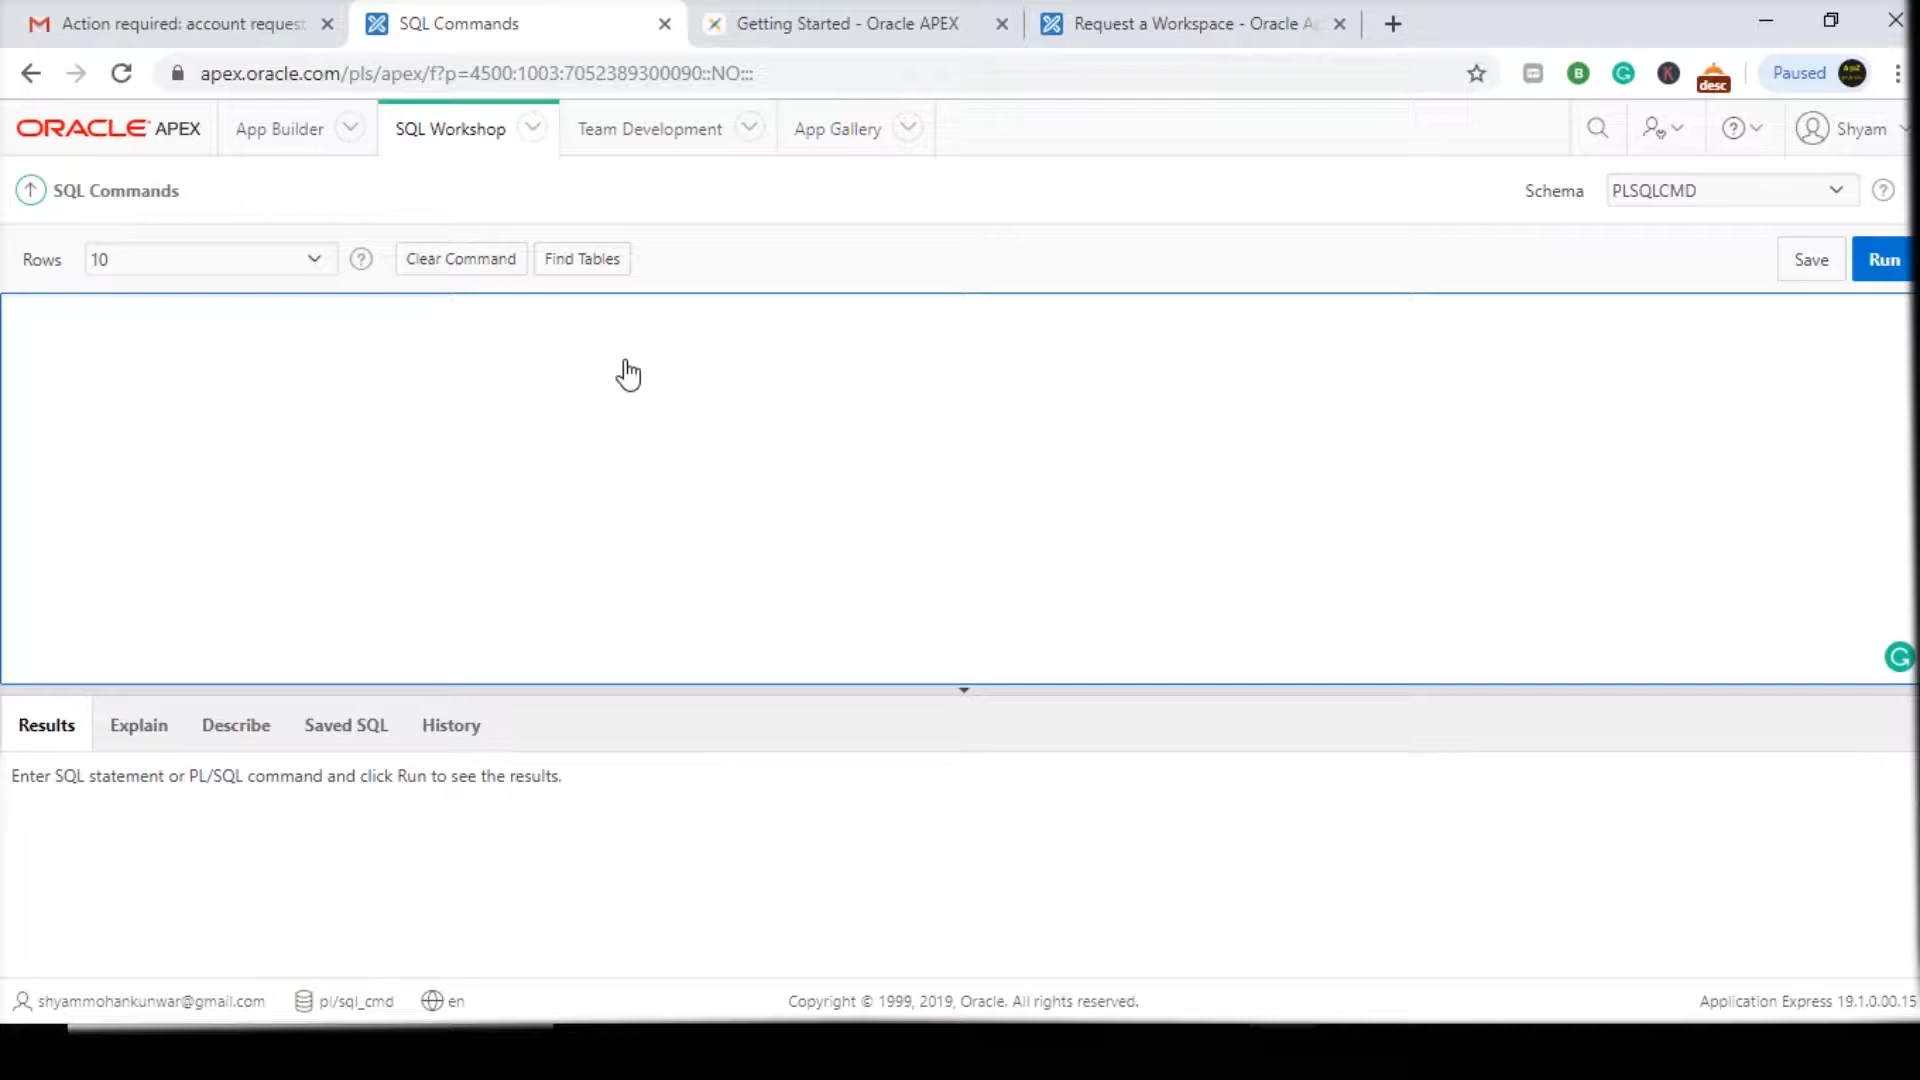 Action required: account request
SQL Commands
Getting Started - Oracle APEX
Request a Workspace - Oracle A
apex.oracle.com/pls/apex/f?p=4500:1003:7052389300090::NO:::
B
K
desc
Paused
ORACLE APEX
App Builder
SQL Workshop
Team Development
App Gallery
Shyam
SQL Commands
Schema
PLSQLCMD
Rows
10
Clear Command
Find Tables
Save
Run
Results
Explain
Describe
Saved SQL
History
Enter SQL statement or PL/SQL command and click Run to see the results.
shyammohankunwar@gmail.com
pl/sql_cmd
en
Copyright © 1999, 2019, Oracle. All rights reserved.
Application Express 19.1.0.00.15